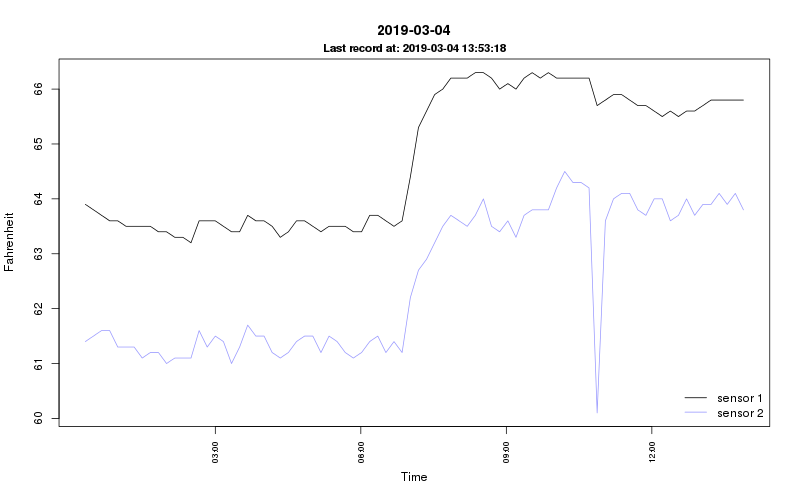 2019-03-04
Last record at: 2019-03-04 13:53:18
Fahrenheit
66
65
64
63
62
61
60
sensor 1
sensor 2
03:00
06:00
09:00
12:00
Time